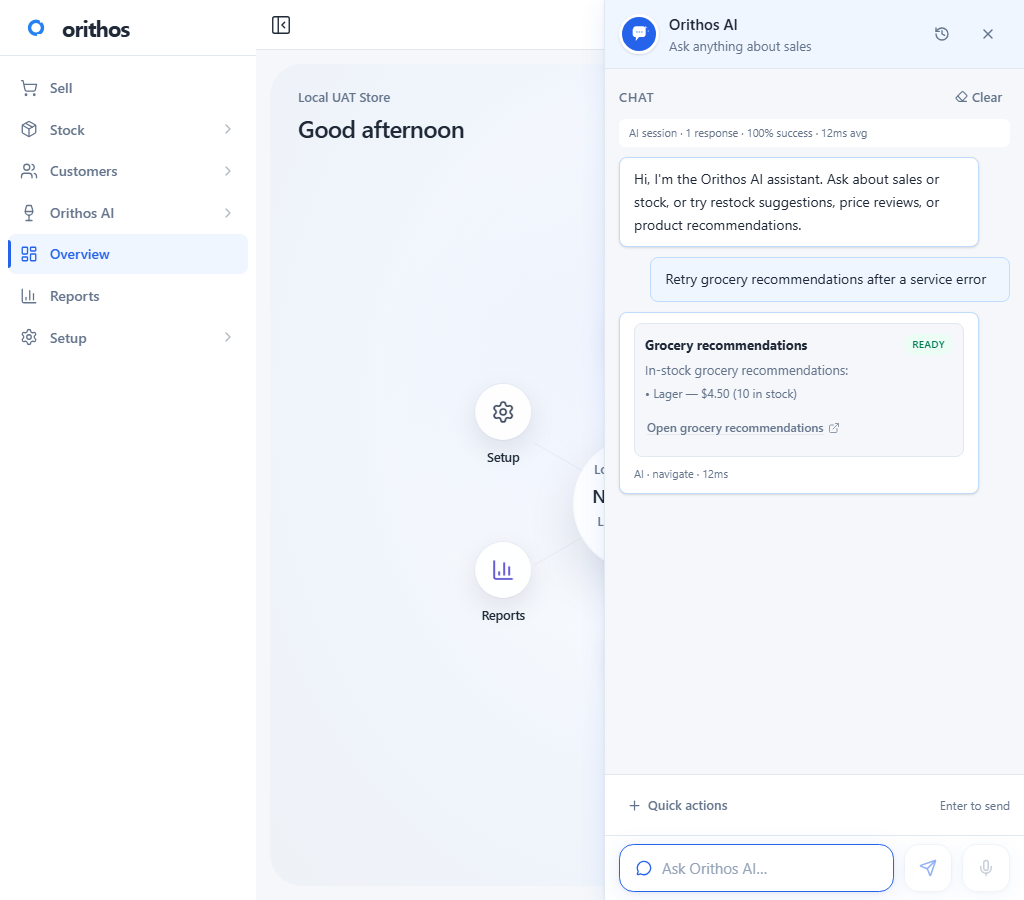 orithos
Sell
Stock
Customers
Orithos AI
Overview
Reports
Setup
Local UAT Store
Good afternoon
Setup
Reports
Lo
N
L
Orithos AI
Ask anything about sales
CHAT
Clear
AI session · 1 response · 100% success · 12ms avg
Hi, I'm the Orithos AI assistant. Ask about sales or
stock, or try restock suggestions, price reviews, or
product recommendations.
Retry grocery recommendations after a service error
Grocery recommendations
READY
In-stock grocery recommendations:
• Lager — $4.50 (10 in stock)
Open grocery recommendations
AI · navigate · 12ms
Quick actions
Enter to send
Ask Orithos AI...